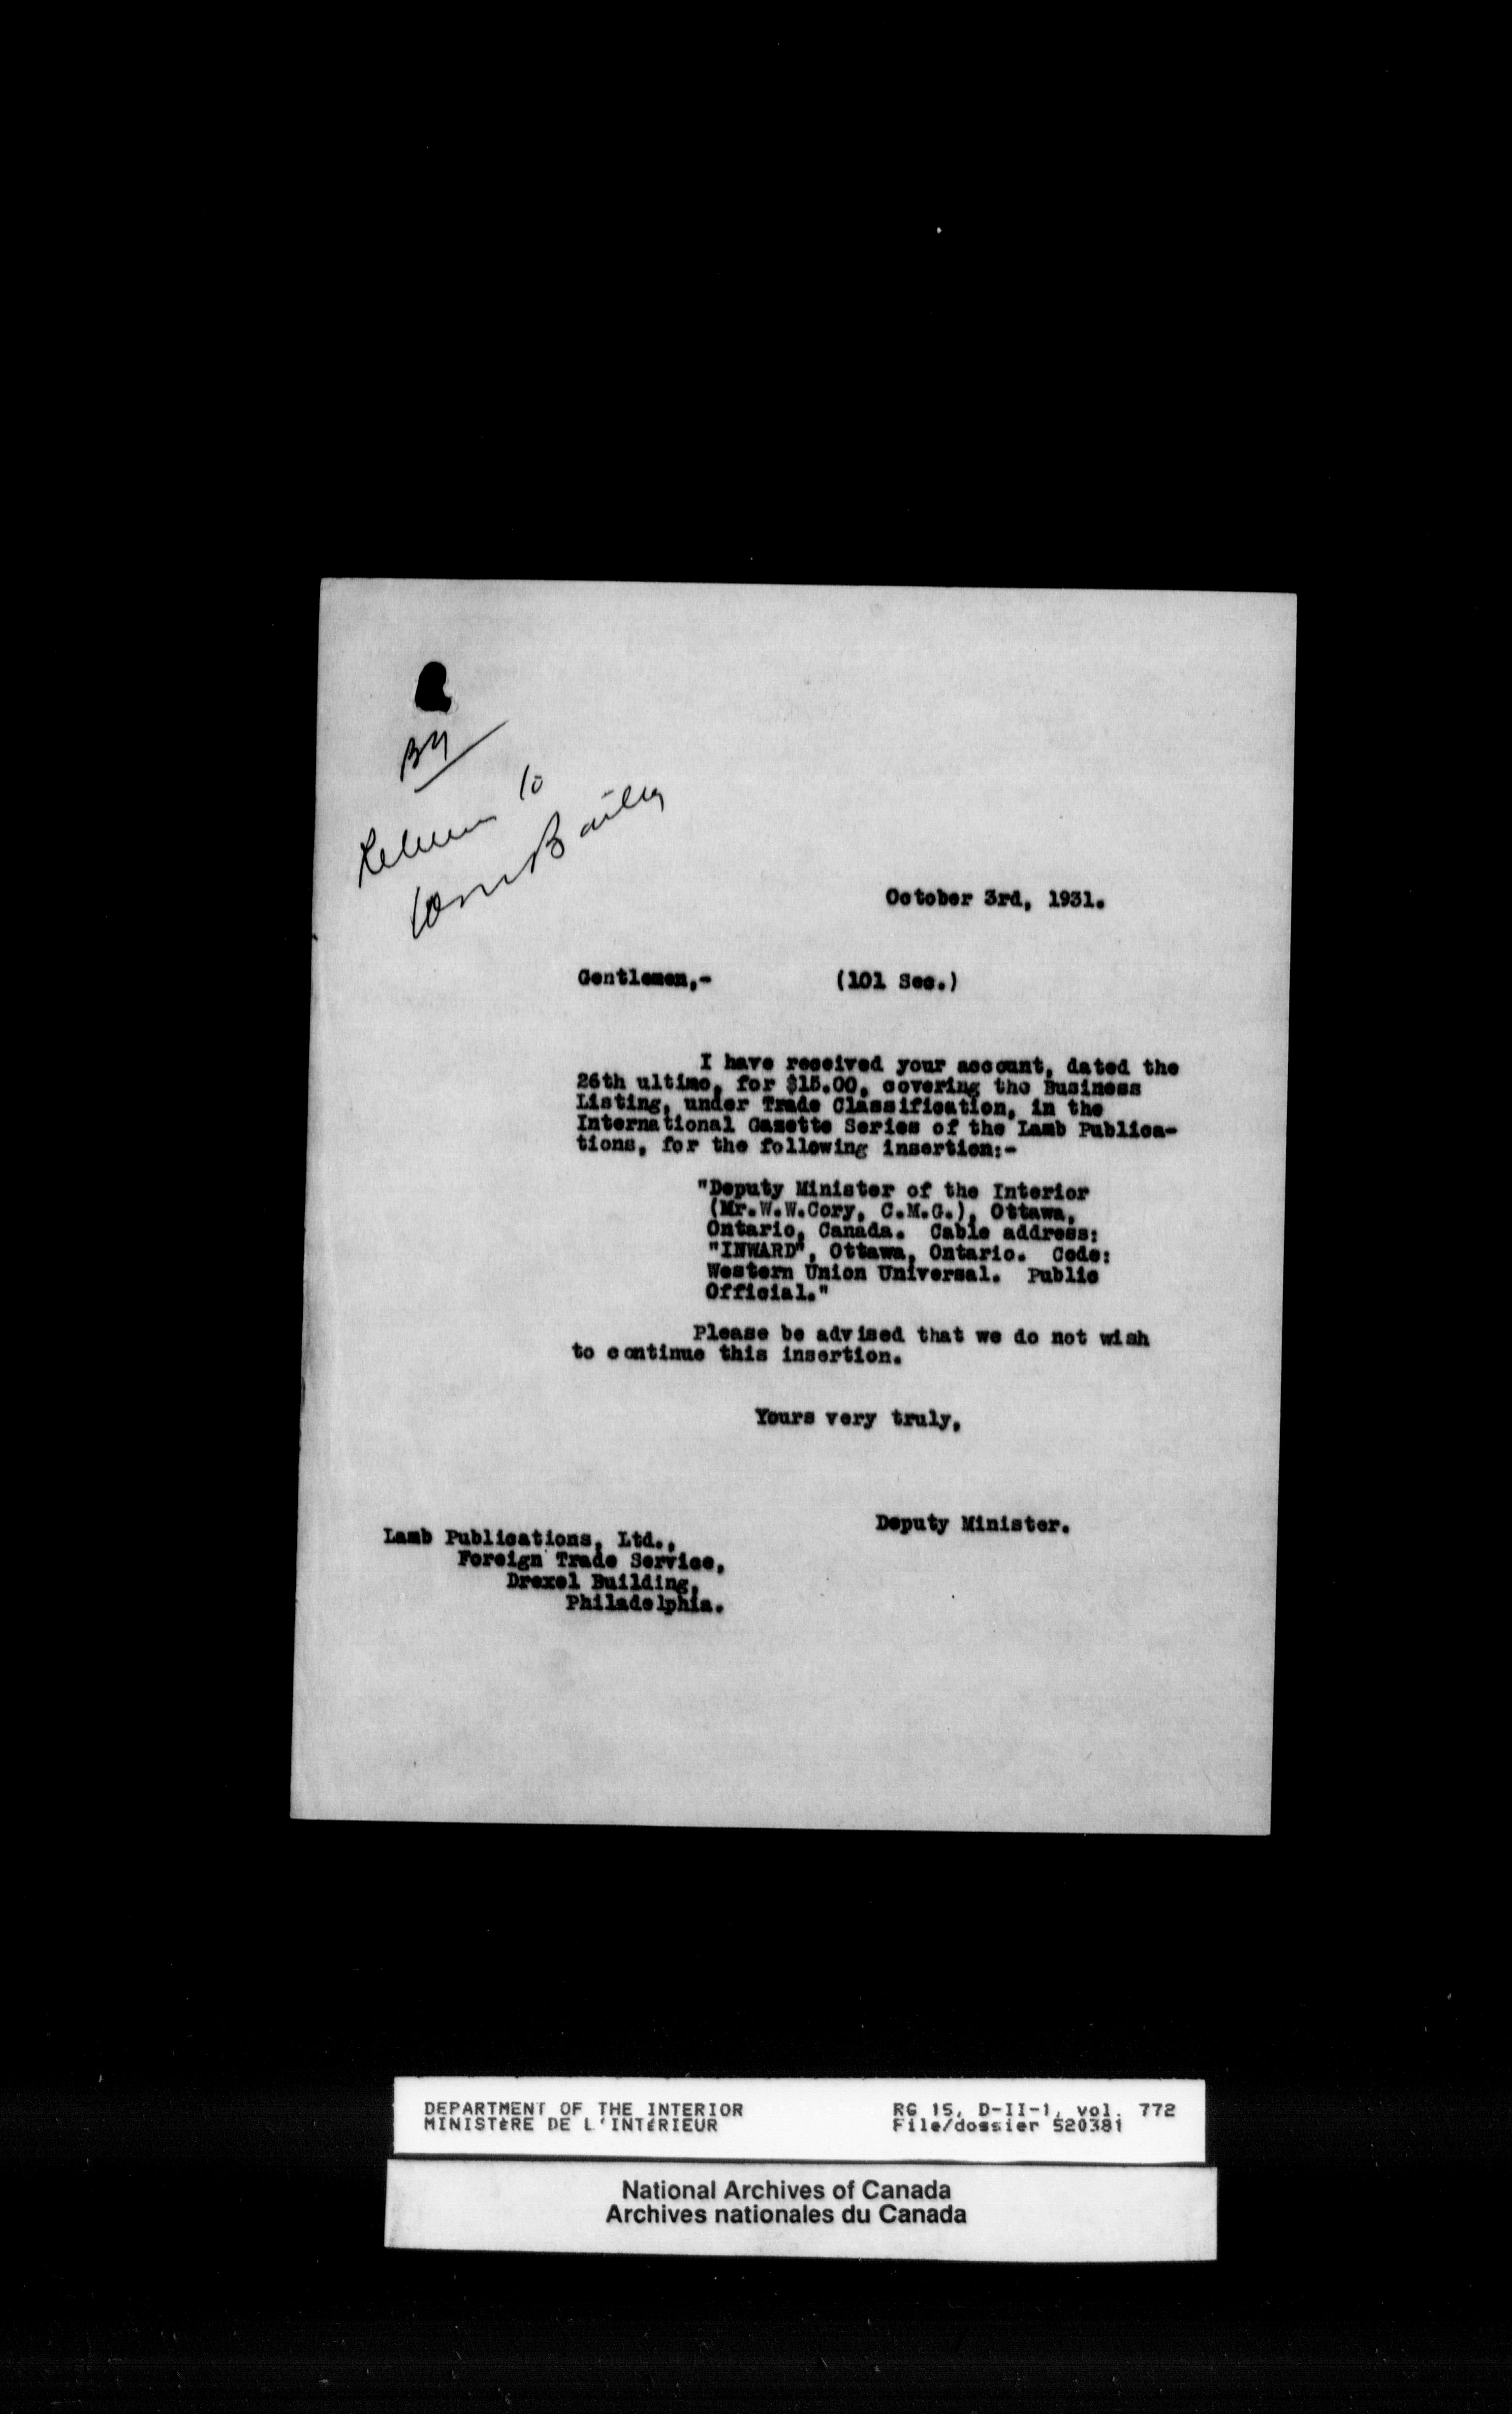 Return to
Bailey
October 3rd, 1931.
Gentlemen,- (101 Sec.)
I have received your account, dated the
26th ultimo, for $15.00, covering the Business
Listing, under Trade Classification, in the
International Gazette Series of the Lamb Publica-
tions, for the following insertion:-
"Deputy Minister of the Interior
(Mr.W.W.Cory, C.M.G.), Ottawa,
Ontario, Canada. Cable address:
"INWARD", Ottawa, Ontario. Code:
Western Union Universal. Public
Official."
Please be advised that we do not wish
to continue this insertion.
Yours very truly,
Deputy Minister.
Lamb Publications, Ltd.,
Foreign Trade Service,
Drexel Building,
Philadelphia.
DEPARTMENT OF THE INTERIOR RG 15, D-II-1, vol. 772
MINISTÈRE DE L'INTÉRIEUR File/dossier 520381
National Archives of Canada
Archives nationales du Canada